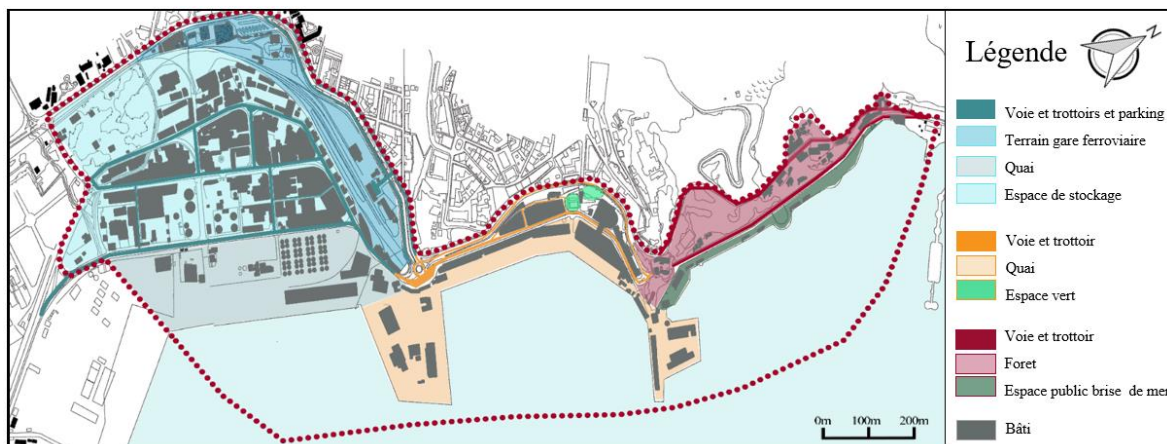 Légende
N
Voie et trottoirs et parking
Terrain gare ferroviaire
Quai
Espace de stockage
Voie et trottoir
Quai
Espace vert
Voie et trottoir
Foret
Espace public brise de mer
Bâti
0m 100m 200m